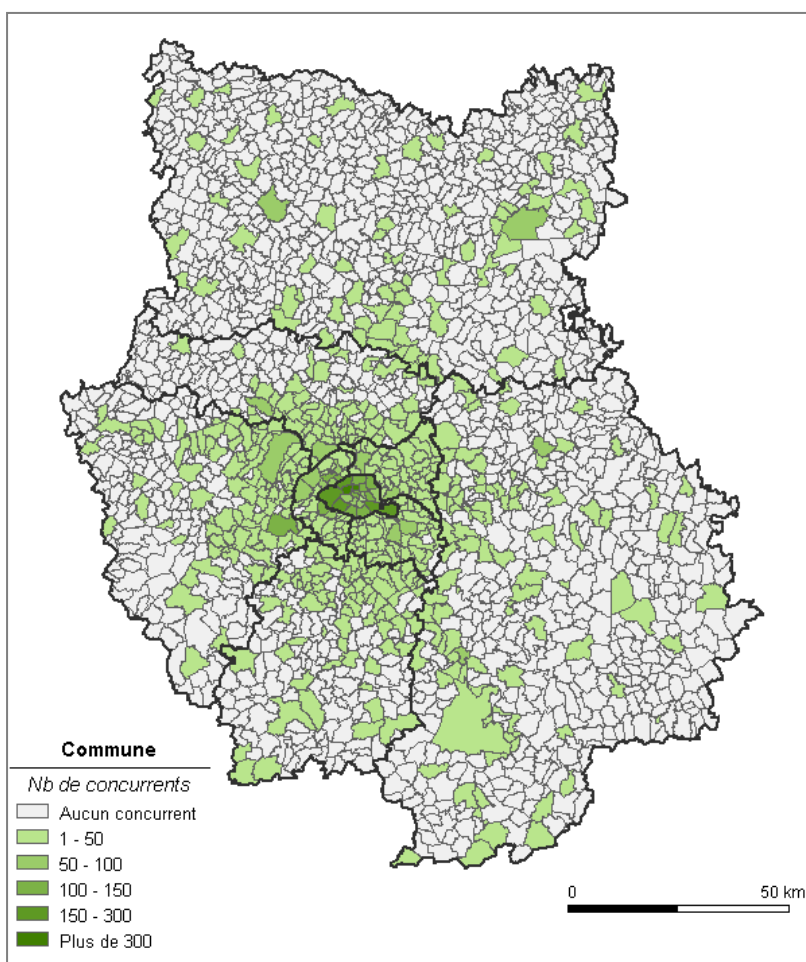 Commune
Nb de concurrents
Aucun concurrent
1 - 50
50 - 100
100 - 150
150 - 300
Plus de 300
0 50 km